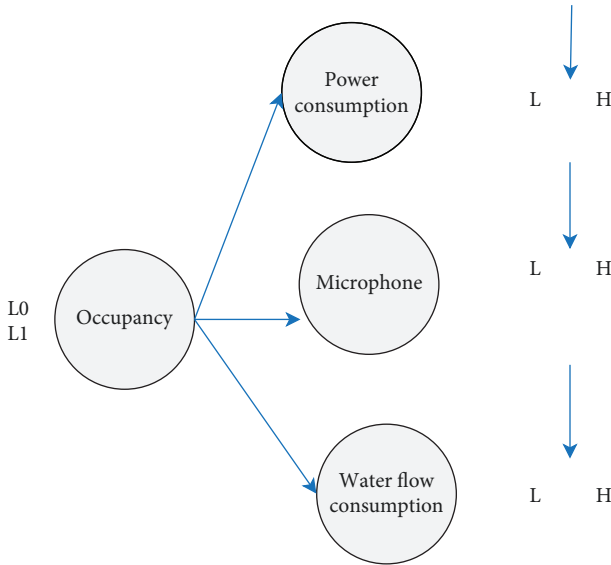 Power
consumption
L H
Microphone
L H
L0
L1
Occupancy
Water flow
consumption
L H